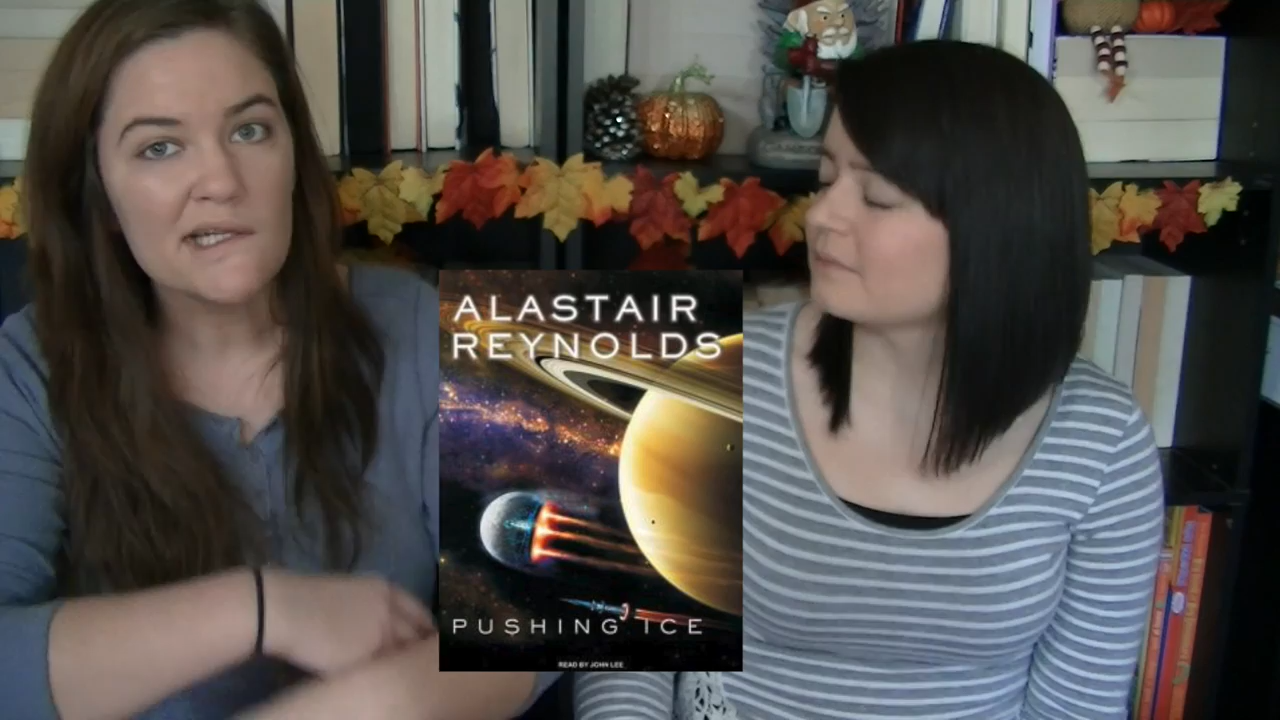 ALASTAIR
REYNOLDS
PUSHING ICE
READ BY JOHN LEE